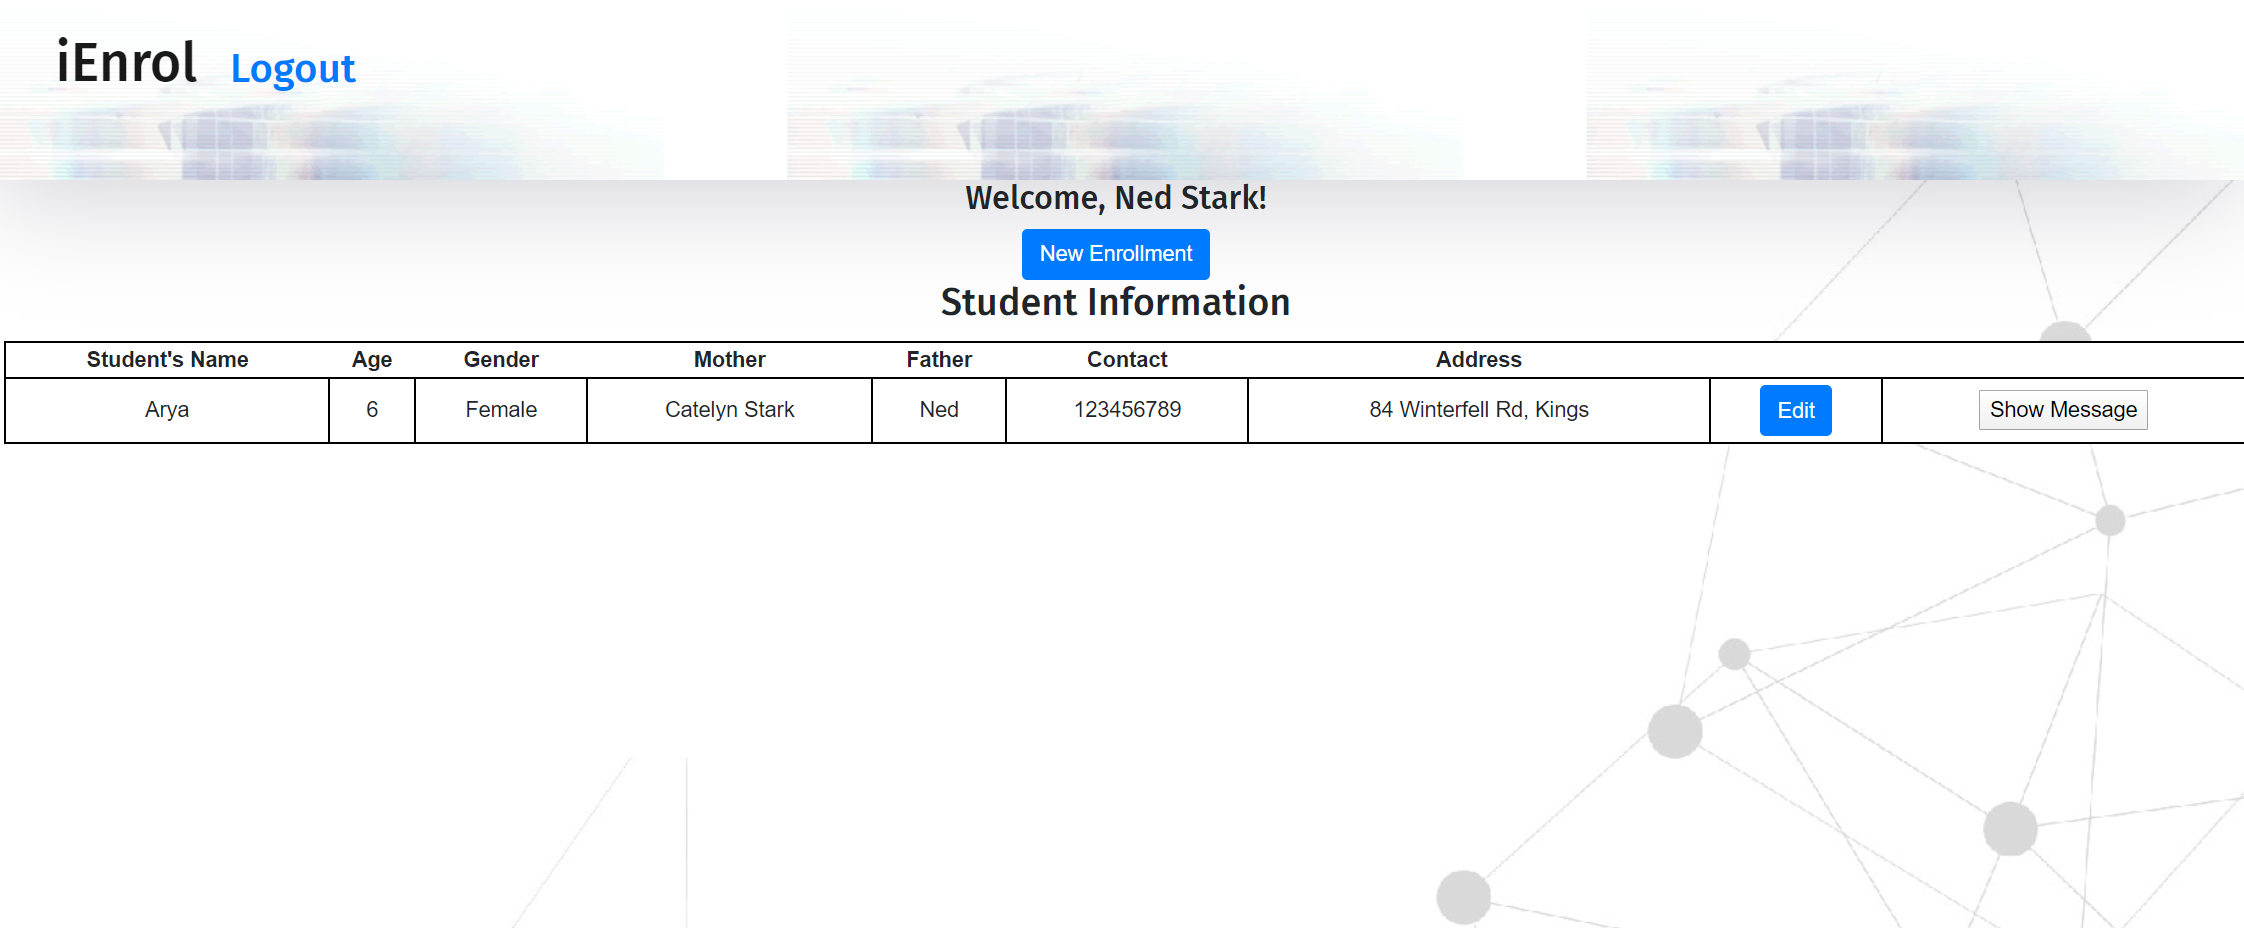 iEnrol Logout
Welcome, Ned Stark!
New Enrollment
Student Information
Student's Name Age Gender Mother Father Contact Address
Arya 6 Female Catelyn Stark Ned 123456789 84 Winterfell Rd, Kings Edit Show Message